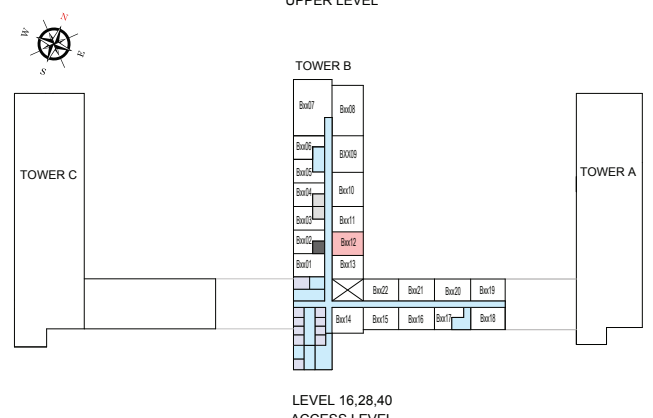 UPPER LEVEL
N
W
E
S
TOWER B
Bxx07
Bxx08
Bxx06
BXX09
Bxx05
TOWER C
TOWER A
Bxx04
Bxx10
Bxx03
Bxx11
Bxx02
Bxx12
Bxx01
Bxx13
Bxx22
Bxx21
Bxx20
Bxx19
Bxx14
Bxx15
Bxx16
Bxx17
Bxx18
LEVEL 16,28,40
ACCESS LEVEL